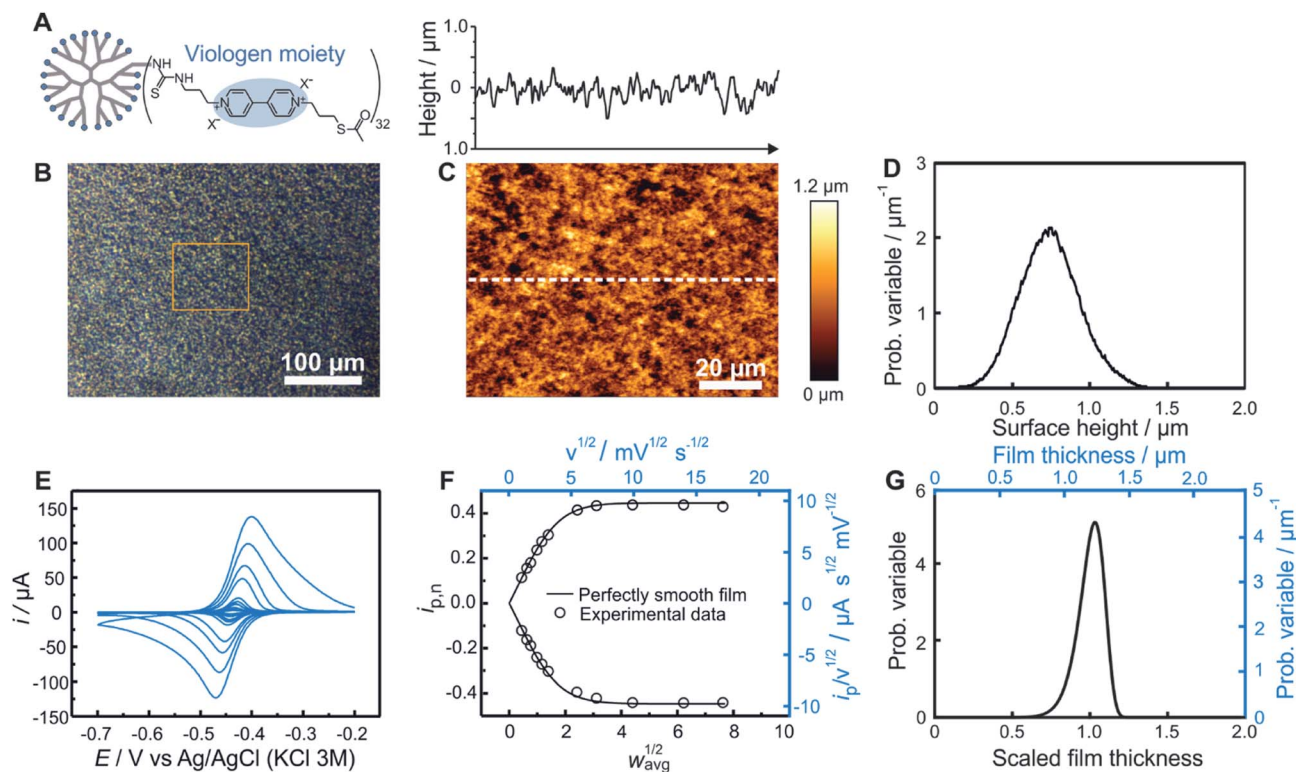 A
Viologen moiety
NH
S
NH
X⁻
N⁺
X⁻
N⁺
S
O
32
Height / µm
1.0
0
1.0
B
100 µm
C
20 µm
1.2 µm
0 µm
D
Prob. variable / µm⁻¹
3
2
1
0
0 0.5 1.0 1.5 2.0
Surface height / µm
E
i / µA
150
100
50
0
-50
-100
150
-0.7 -0.6 -0.5 -0.4 -0.3 -0.2
E / V vs Ag/AgCl (KCl 3M)
v^1/2 / mV^1/2 s^-1/2
0 5 10 15 20
F
i_p,n
0.4
0.2
0.0
0.2
-0.4
Perfectly smooth film
Experimental data
10
5
0
-5
-10
i_p/v^1/2 / µA s^1/2 mV^-1/2
0 2 4 6 8 10
w_avg^1/2
Film thickness / µm
0 0.5 1.0 1.5 2.0
G
Prob. variable
6
4
2
0
5
4
3
2
1
0
Prob. variable / µm⁻¹
0 0.5 1.0 1.5 2.0
Scaled film thickness